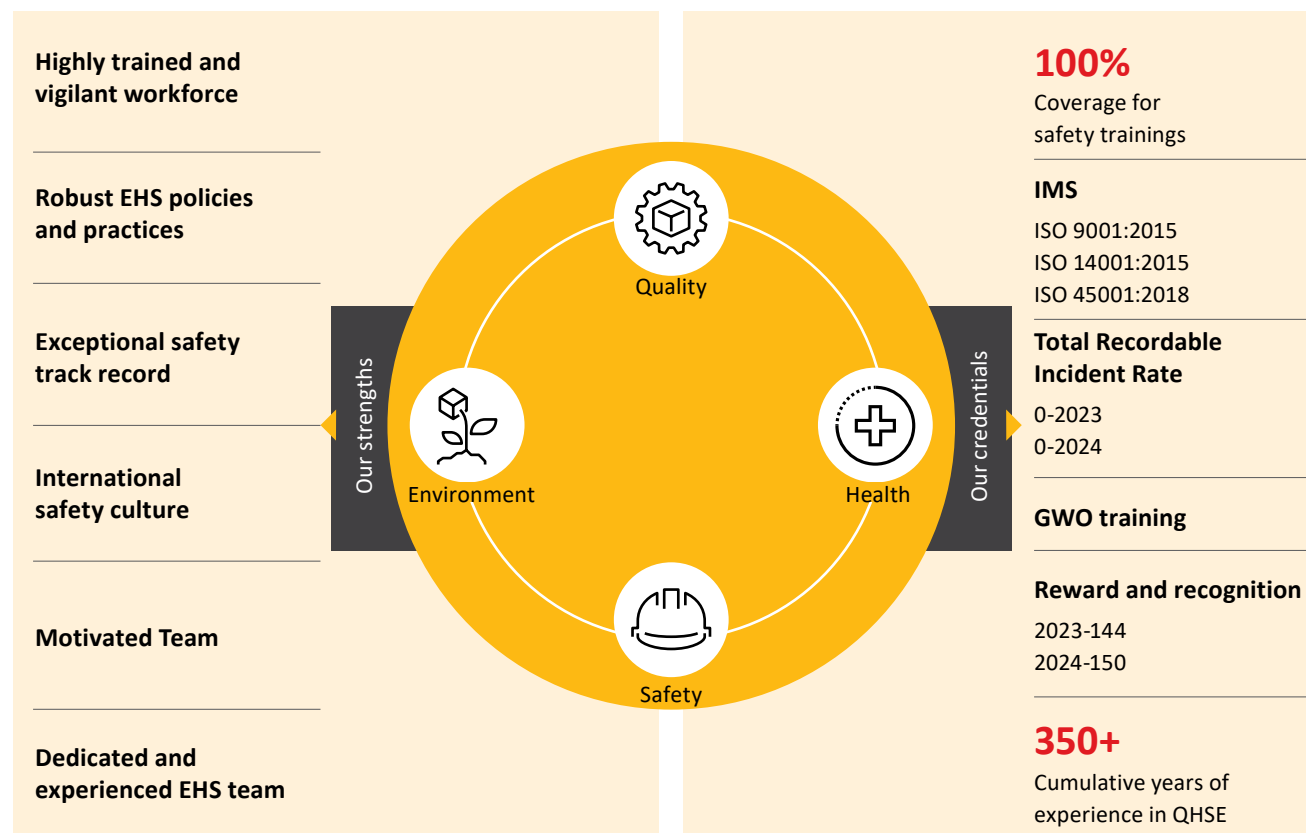 Highly trained and
vigilant workforce
Robust EHS policies
and practices
Exceptional safety
track record
International
safety culture
Motivated Team
Dedicated and
experienced EHS team
Our strengths
Quality
Environment
Health
Safety
Our credentials
100%
Coverage for
safety trainings
IMS
ISO 9001:2015
ISO 14001:2015
ISO 45001:2018
Total Recordable
Incident Rate
0-2023
0-2024
GWO training
Reward and recognition
2023-144
2024-150
350+
Cumulative years of
experience in QHSE